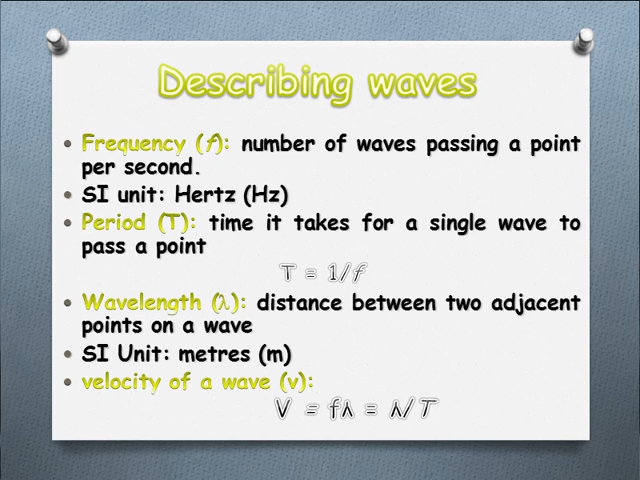 Describing waves
• Frequency (f): number of waves passing a point
per second.
• SI unit: Hertz (Hz)
• Period (T): time it takes for a single wave to
pass a point
T = 1/f
• Wavelength (λ): distance between two adjacent
points on a wave
• SI Unit: metres (m)
• velocity of a wave (v):
V = fλ = λ/T